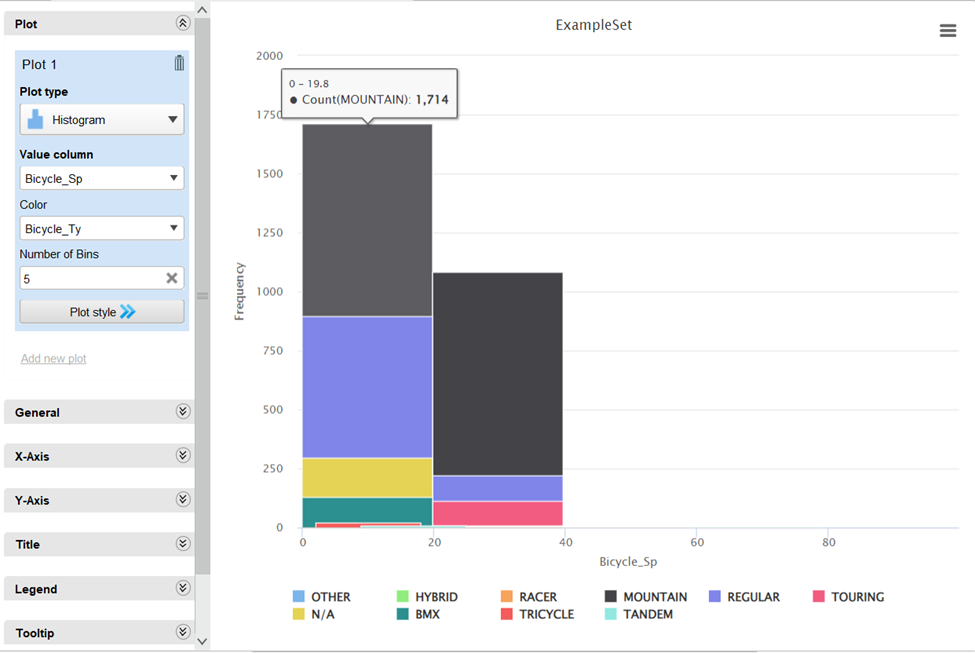 Plot
Plot 1
Plot type
Histogram
Value column
Bicycle_Sp
Color
Bicycle_Ty
Number of Bins
5
Plot style
Add new plot
General
X-Axis
Y-Axis
Title
Legend
Tooltip
ExampleSet
2000
1750
1500
1250
1000
750
500
250
0
Frequency
0 – 19.8
● Count(MOUNTAIN): 1,714
0 20 40 60 80
Bicycle_Sp
OTHER HYBRID RACER MOUNTAIN REGULAR TOURING
N/A BMX TRICYCLE TANDEM